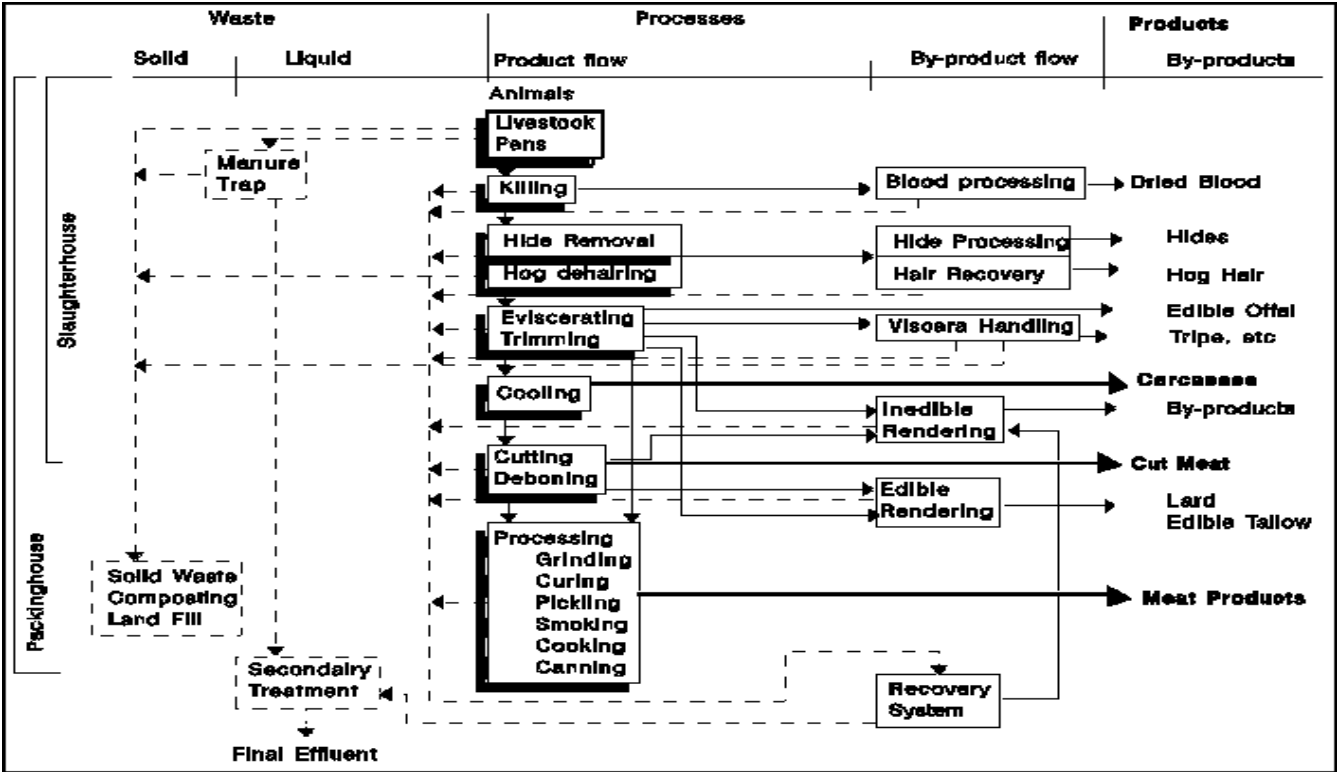 Waste
Processes
Products
Solid
Liquid
Product flow
By-product flow
By-products
Animals
Livestock
Pens
Manure
Trap
Killing
Blood processing
Dried Blood
Hide Removal
Hide Processing
Hides
Hog dehairing
Hair Recovery
Hog Hair
Eviscerating
Trimming
Viscera Handling
Edible Offal
Tripe, etc
Cooling
Carcasses
Inedible
Rendering
By-products
Cutting
Deboning
Cut Meat
Edible
Rendering
Lard
Edible Tallow
Processing
Grinding
Curing
Pickling
Smoking
Cooking
Canning
Meat Products
Solid Waste
Composting
Land Fill
Secondairy
Treatment
Recovery
System
Final Effluent
Slaughterhouse
Packinghouse